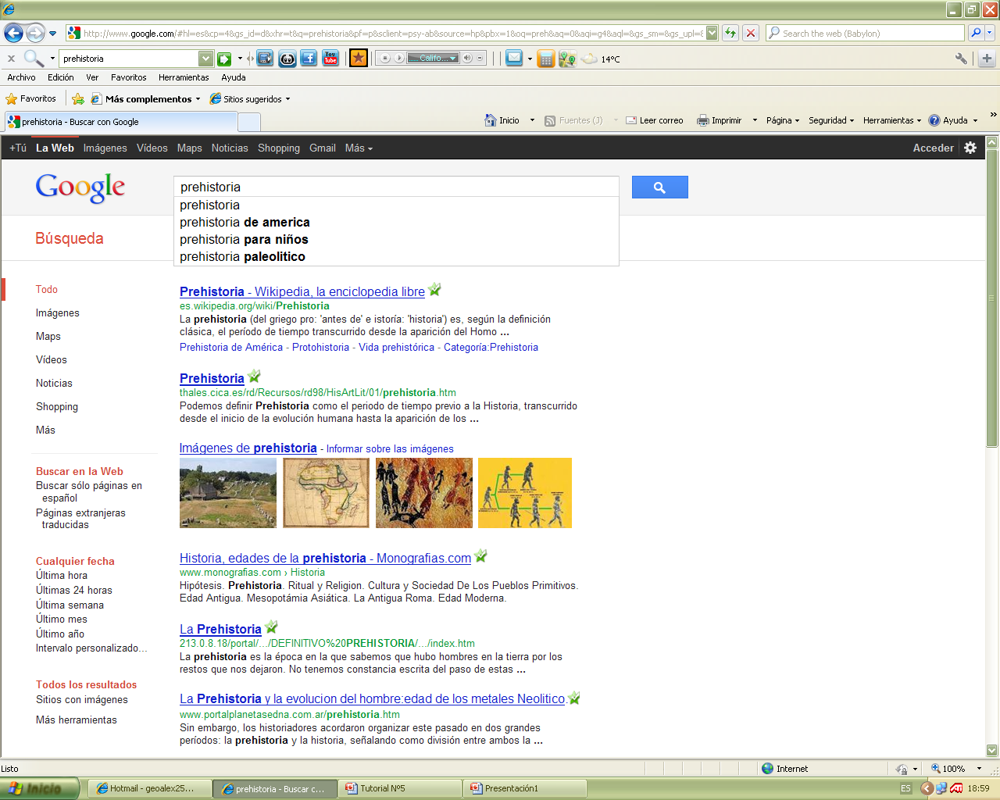 http://www.google.com/#hl=es&cp=4&gs_id=d&xhr=t&q=prehistoria&pf=p&sclient=psy-ab&source=hp&pbx=1&oq=preh&aq=0&aqi=g4&aql=&gs_sm=&gs_upl=8
Search the web (Babylon)
prehistoria
Califo...
You Tube
14°C
Archivo Edición Ver Favoritos Herramientas Ayuda
Favoritos Más complementos Sitios sugeridos
prehistoria - Buscar con Google
Inicio Fuentes (J) Leer correo Imprimir Página Seguridad Herramientas Ayuda
+Tú La Web Imágenes Vídeos Maps Noticias Shopping Gmail Más Acceder
Google
prehistoria
prehistoria
prehistoria de america
prehistoria para niños
prehistoria paleolitico
Búsqueda
Todo
Imágenes
Maps
Vídeos
Noticias
Shopping
Más
Buscar en la Web
Buscar sólo páginas en
español
Páginas extranjeras
traducidas
Cualquier fecha
Última hora
Últimas 24 horas
Última semana
Último mes
Último año
Intervalo personalizado...
Todos los resultados
Sitios con imágenes
Más herramientas
Prehistoria - Wikipedia, la enciclopedia libre
es.wikipedia.org/wiki/Prehistoria
La prehistoria (del griego pro: 'antes de' e istoría: 'historia') es, según la definición
clásica, el período de tiempo transcurrido desde la aparición del Homo ...
Prehistoria de América - Protohistoria - Vida prehistórica - Categoría:Prehistoria
Prehistoria
thales.cica.es/rd/Recursos/rd98/HisArtLit/01/prehistoria.htm
Podemos definir Prehistoria como el periodo de tiempo previo a la Historia, transcurrido
desde el inicio de la evolución humana hasta la aparición de los ...
Imágenes de prehistoria - Informar sobre las imágenes
Historia, edades de la prehistoria - Monografias.com
www.monografias.com › Historia
Hipótesis. Prehistoria. Ritual y Religion. Cultura y Sociedad De Los Pueblos Primitivos.
Edad Antigua. Mesopotámia Asiática. La Antigua Roma. Edad Moderna.
La Prehistoria
213.0.8.18/portal/.../DEFINITIVO%20PREHISTORIA/.../index.htm
La prehistoria es la época en la que sabemos que hubo hombres en la tierra por los
restos que nos dejaron. No tenemos constancia escrita del paso de estas ...
La Prehistoria y la evolucion del hombre:edad de los metales Neolitico.
www.portalplanetasedna.com.ar/prehistoria.htm
Sin embargo, los historiadores acordaron organizar este pasado en dos grandes
períodos: la prehistoria y la historia, señalando como división entre ambos la ...
Listo Internet 100%
Inicio Hotmail - geoalex25... prehistoria - Buscar c... Tutorial Nº5 Presentación1 ES 18:59